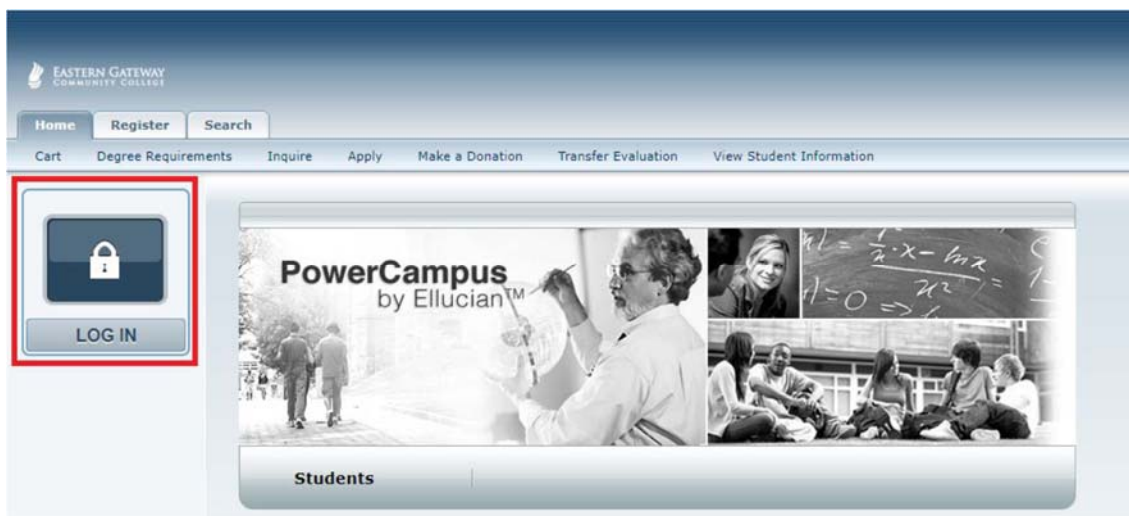 EASTERN GATEWAY
COMMUNITY COLLEGE
Home Register Search
Cart Degree Requirements Inquire Apply Make a Donation Transfer Evaluation View Student Information
LOG IN
PowerCampus
by Ellucian™
Students